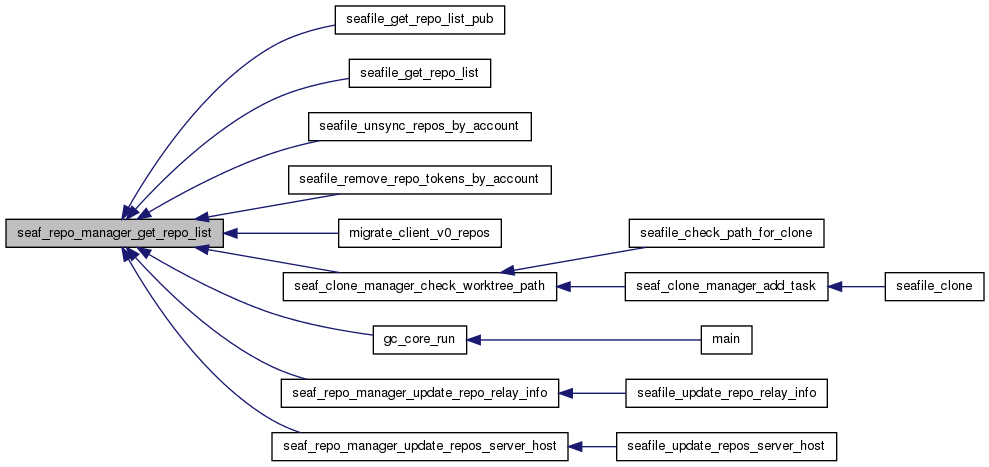 seafile_get_repo_list_pub
seafile_get_repo_list
seafile_unsync_repos_by_account
seafile_remove_repo_tokens_by_account
seaf_repo_manager_get_repo_list
migrate_client_v0_repos
seafile_check_path_for_clone
seaf_clone_manager_check_worktree_path
seaf_clone_manager_add_task
seafile_clone
gc_core_run
main
seaf_repo_manager_update_repo_relay_info
seafile_update_repo_relay_info
seaf_repo_manager_update_repos_server_host
seafile_update_repos_server_host